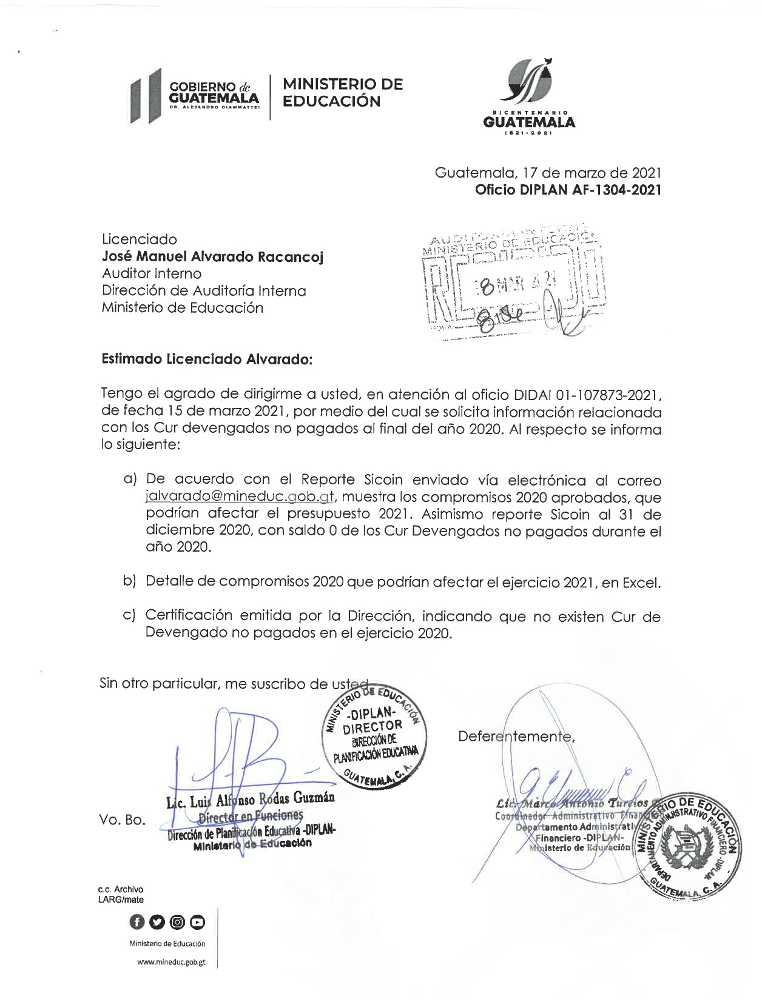 GOBIERNO de
GUATEMALA
DR. ALEJANDRO GIAMMATTEI
MINISTERIO DE
EDUCACIÓN
BICENTENARIO
GUATEMALA
1821-2021
Guatemala, 17 de marzo de 2021
Oficio DIPLAN AF-1304-2021
Licenciado
José Manuel Alvarado Racancoj
Auditor Interno
Dirección de Auditoría Interna
Ministerio de Educación
MINISTERIO DE EDUCACIÓN
8 MAR
Estimado Licenciado Alvarado:
Tengo el agrado de dirigirme a usted, en atención al oficio DIDAI 01-107873-2021,
de fecha 15 de marzo 2021, por medio del cual se solicita información relacionada
con los Cur devengados no pagados al final del año 2020. Al respecto se informa
lo siguiente:
a) De acuerdo con el Reporte Sicoin enviado vía electrónica al correo
jalvarado@mineduc.gob.gt, muestra los compromisos 2020 aprobados, que
podrían afectar el presupuesto 2021. Asimismo reporte Sicoin al 31 de
diciembre 2020, con saldo 0 de los Cur Devengados no pagados durante el
año 2020.
b) Detalle de compromisos 2020 que podrían afectar el ejercicio 2021, en Excel.
c) Certificación emitida por la Dirección, indicando que no existen Cur de
Devengado no pagados en el ejercicio 2020.
Sin otro particular, me suscribo de usted
MINISTERIO DE EDUCACIÓN
-DIPLAN-
DIRECTOR
DIRECCIÓN DE
PLANIFICACIÓN EDUCATIVA
GUATEMALA, C. A.
Deferentemente,
Lic. Luis Alfonso Rodas Guzmán
Vo. Bo.
Director en Funciones
Dirección de Planificación Educativa -DIPLAN-
Ministerio de Educación
Lic. Marco Antonio Turcios
Coordinador Administrativo
Departamento Administrativ
Financiero -DIPLAN-
Ministerio de Educación
MINISTERIO DE EDUCACIÓN
DEPARTAMENTO ADMINISTRATIVO FINANCIERO -DIPLAN-
GUATEMALA, C. A.
c.c. Archivo
LARG/mate
Ministerio de Educación
www.mineduc.gob.gt